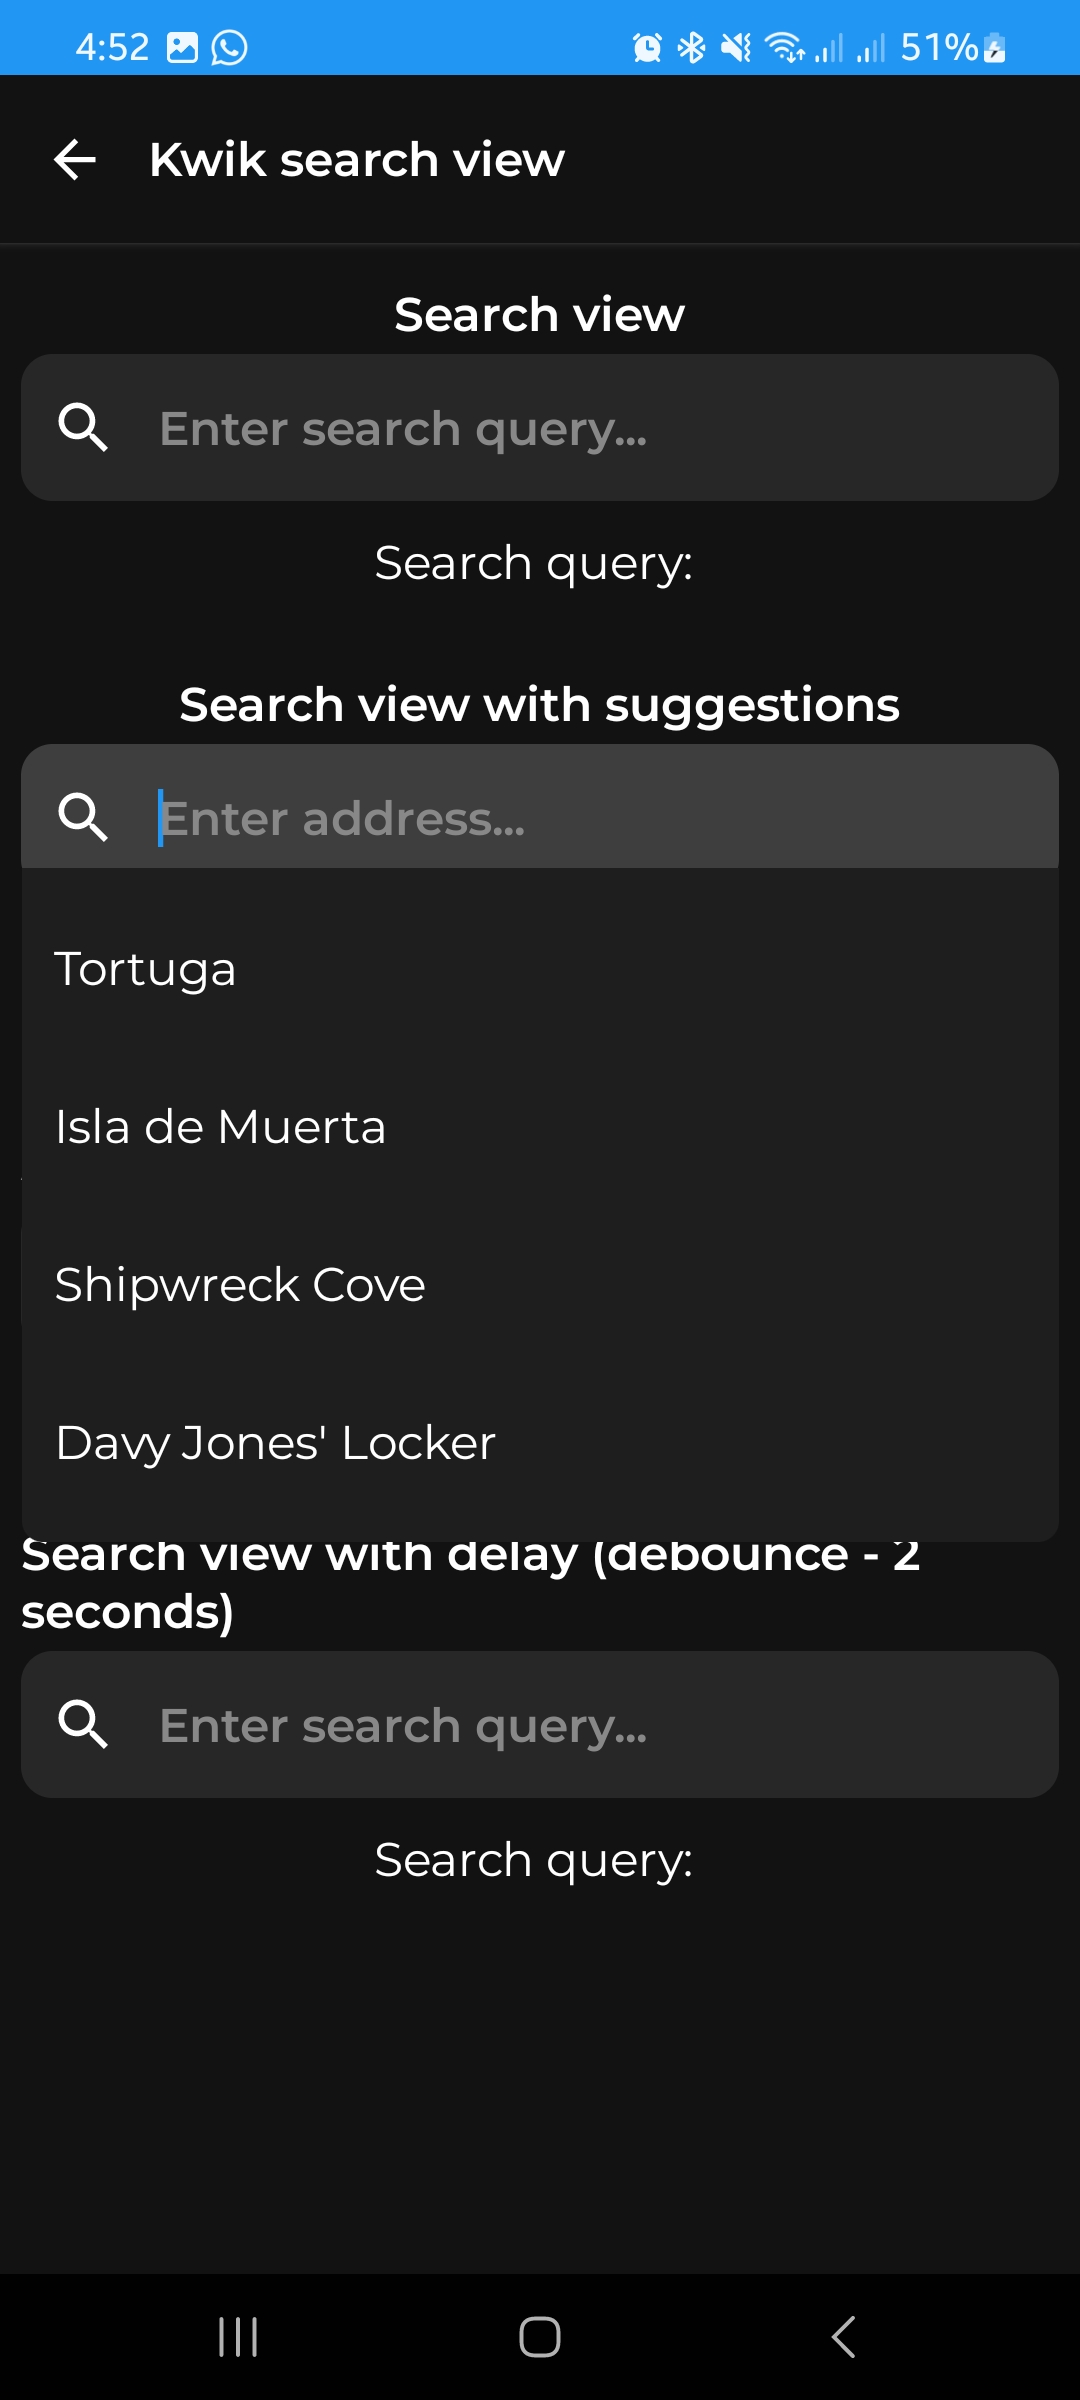 4:52 51%
Kwik search view
Search view
Enter search query...
Search query:
Search view with suggestions
Enter address...
Tortuga
Isla de Muerta
Shipwreck Cove
Davy Jones' Locker
Search view with delay (debounce - 2
seconds)
Enter search query...
Search query: